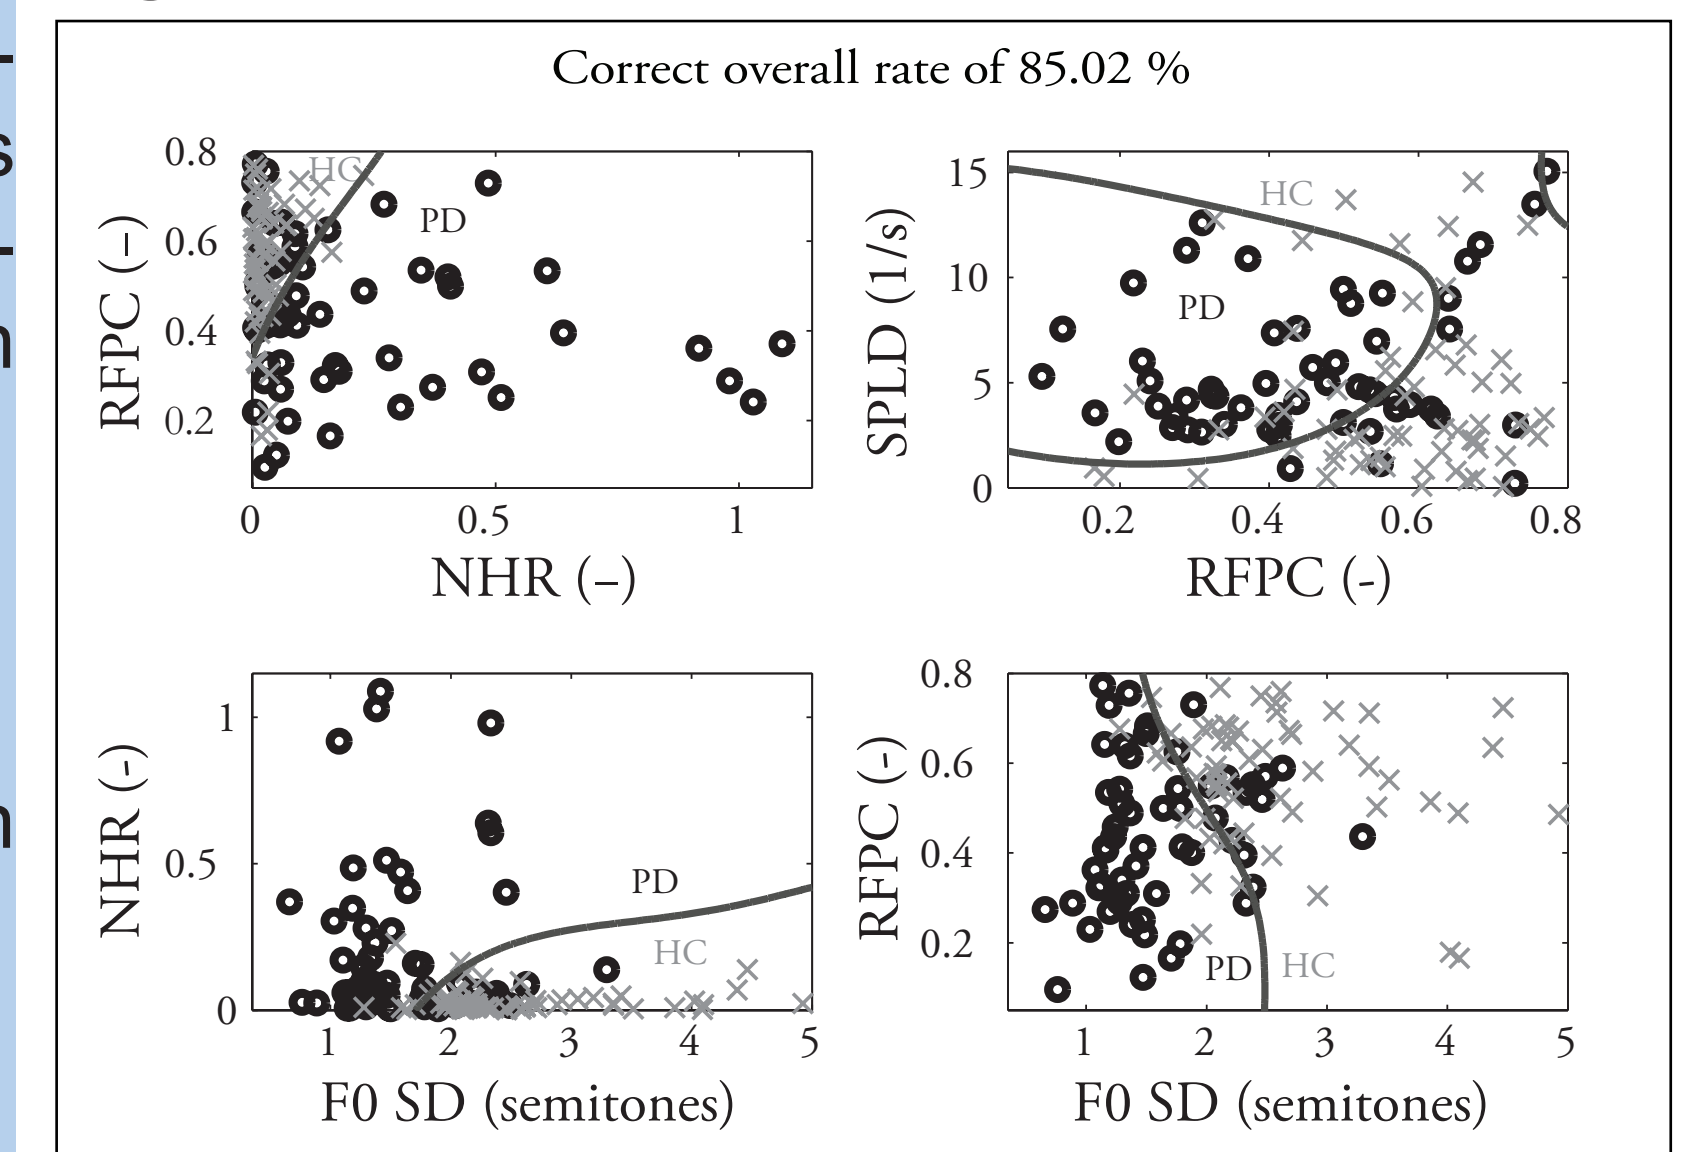 Correct overall rate of 85.02 %
0.8
0.6
0.4
0.2
RFPC (–)
HC
PD
0
0.5
1
NHR (–)
15
10
5
0
SPLD (1/s)
HC
PD
0.2
0.4
0.6
0.8
RFPC (-)
1
0.5
0
NHR (-)
PD
HC
1
2
3
4
5
F0 SD (semitones)
0.8
0.6
0.4
0.2
RFPC (-)
PD
HC
1
2
3
4
5
F0 SD (semitones)